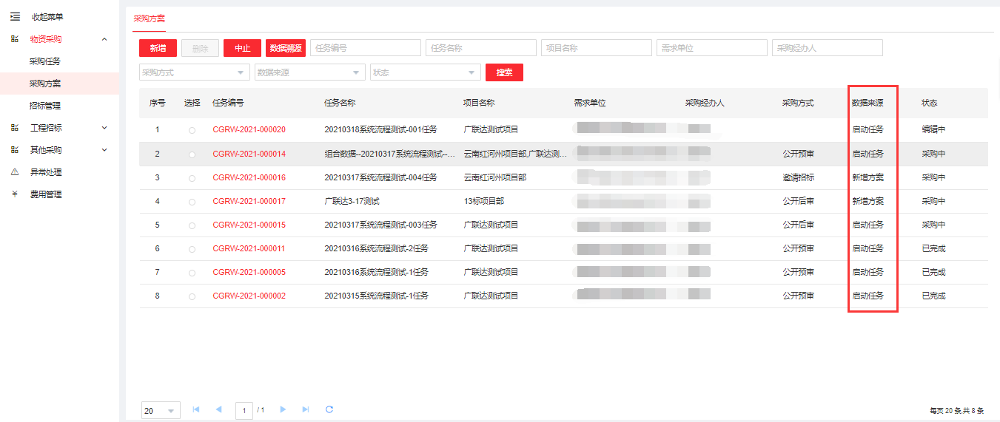 收起菜单
物资采购
采购任务
采购方案
招标管理
工程招标
其他采购
异常处理
¥ 费用管理
采购方案
新增 删除 中止 数据溯源 任务编号 任务名称 项目名称 需求单位 采购经办人
采购方式 数据来源 状态 搜索
序号 选择 任务编号 任务名称 项目名称 需求单位 采购经办人 采购方式 数据来源 状态
1 CGRW-2021-000020 20210318系统流程测试-001任务 广联达测试项目 启动任务 编辑中
2 CGRW-2021-000014 组合数据--20210317系统流程测试--... 云南红河州项目部,广联达测... 公开预审 启动任务 采购中
3 CGRW-2021-000016 20210317系统流程测试-004任务 云南红河州项目部 邀请招标 新增方案 采购中
4 CGRW-2021-000017 广联达3-17测试 13标项目部 公开后审 新增方案 采购中
5 CGRW-2021-000015 20210317系统流程测试-003任务 广联达测试项目 公开后审 启动任务 采购中
6 CGRW-2021-000011 20210316系统流程测试-2任务 广联达测试项目 公开预审 启动任务 已完成
7 CGRW-2021-000005 20210316系统流程测试-1任务 广联达测试项目 公开预审 启动任务 已完成
8 CGRW-2021-000002 20210315系统流程测试-1任务 广联达测试项目 公开预审 启动任务 已完成
20 1 / 1 每页 20 条,共 8 条